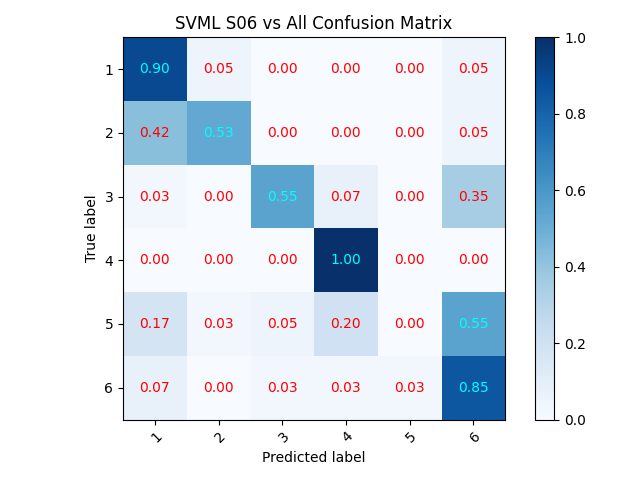 SVML S06 vs All Confusion Matrix
True label
1 0.90 0.05 0.00 0.00 0.00 0.05
2 0.42 0.53 0.00 0.00 0.00 0.05
3 0.03 0.00 0.55 0.07 0.00 0.35
4 0.00 0.00 0.00 1.00 0.00 0.00
5 0.17 0.03 0.05 0.20 0.00 0.55
6 0.07 0.00 0.03 0.03 0.03 0.85
1 2 3 4 5 6
Predicted label
1.0
0.8
0.6
0.4
0.2
0.0